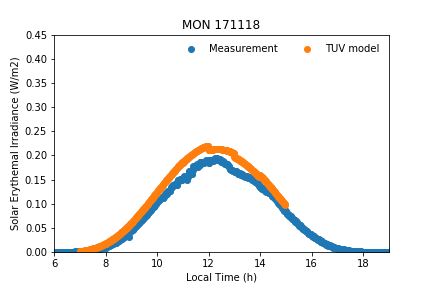 MON 171118
Measurement TUV model
Solar Erythemal Irradiance (W/m2)
0.45
0.40
0.35
0.30
0.25
0.20
0.15
0.10
0.05
0.00
6 8 10 12 14 16 18
Local Time (h)